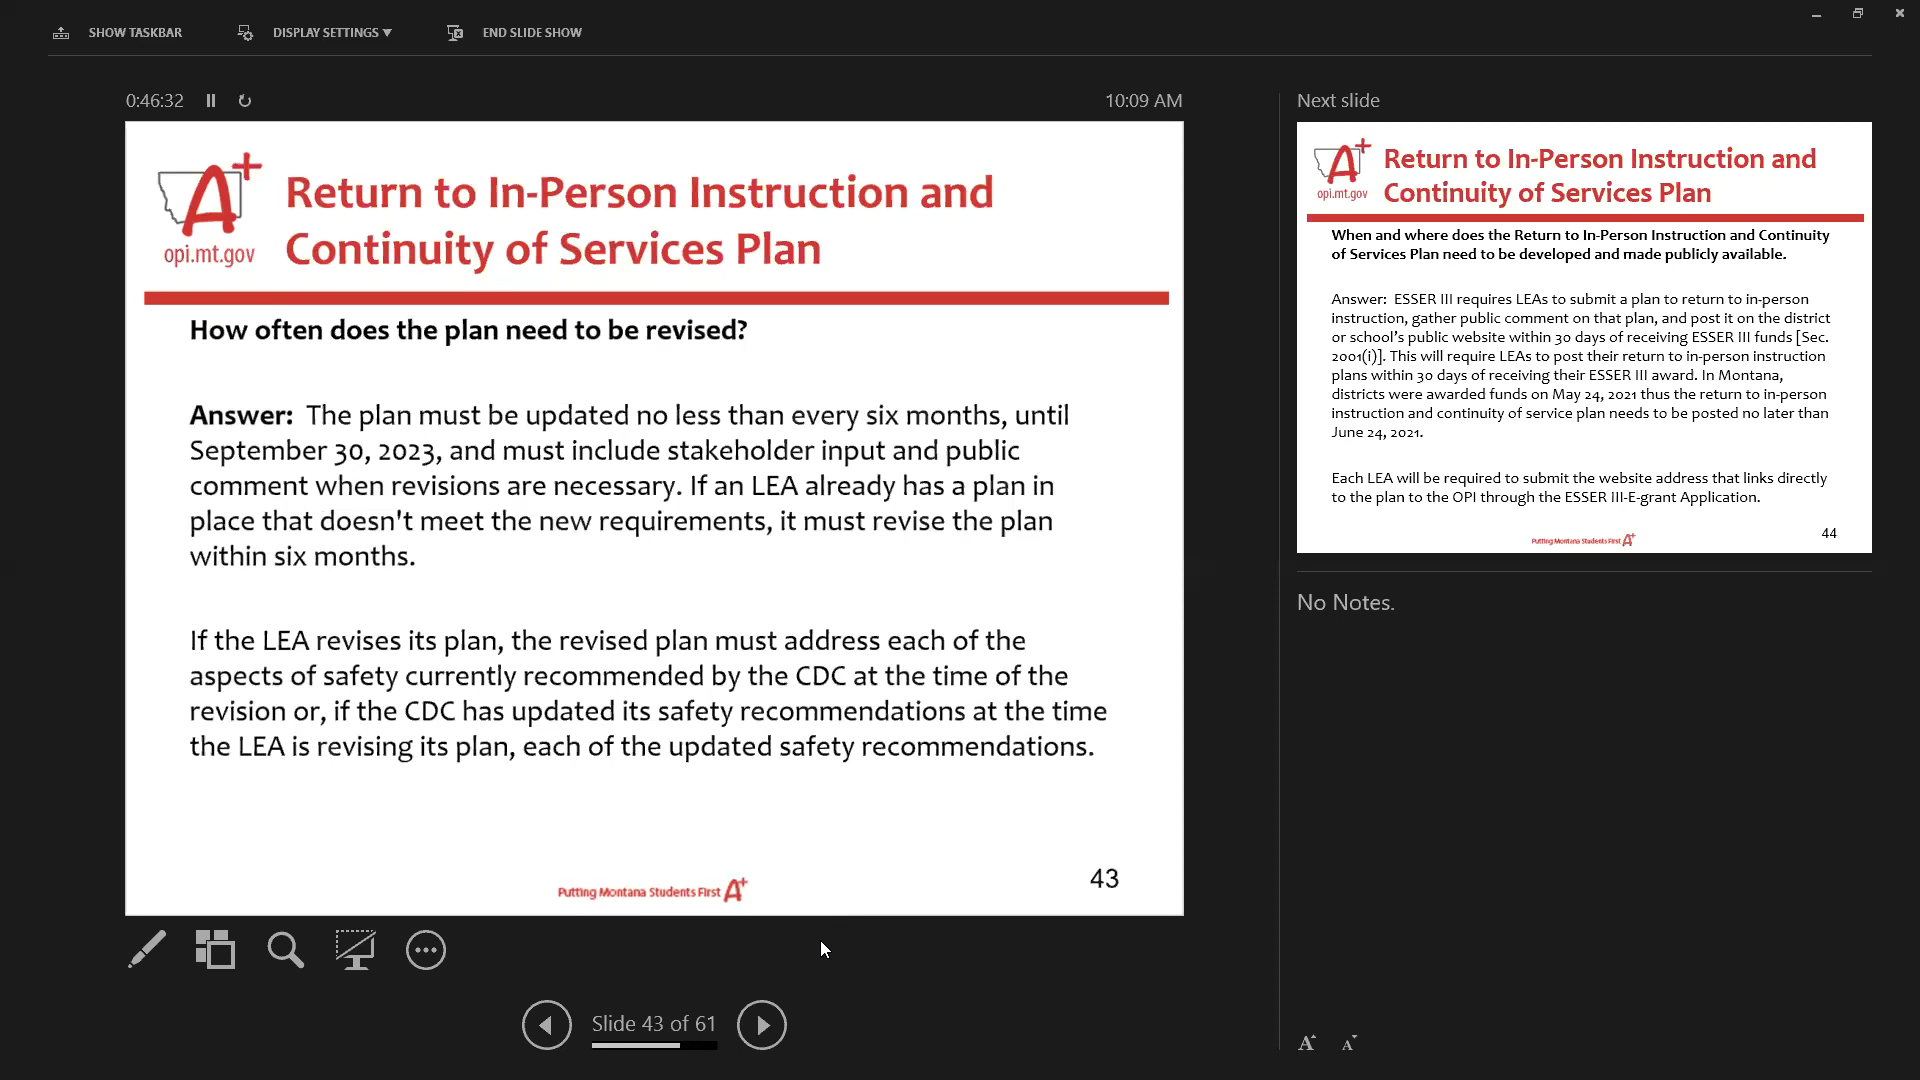 SHOW TASKBAR
DISPLAY SETTINGS ▼
END SLIDE SHOW
0:46:32
10:09 AM
A+
opi.mt.gov
Return to In-Person Instruction and
Continuity of Services Plan
How often does the plan need to be revised?
Answer: The plan must be updated no less than every six months, until
September 30, 2023, and must include stakeholder input and public
comment when revisions are necessary. If an LEA already has a plan in
place that doesn't meet the new requirements, it must revise the plan
within six months.
If the LEA revises its plan, the revised plan must address each of the
aspects of safety currently recommended by the CDC at the time of the
revision or, if the CDC has updated its safety recommendations at the time
the LEA is revising its plan, each of the updated safety recommendations.
Putting Montana Students First A+
43
Slide 43 of 61
Next slide
A+
opi.mt.gov
Return to In-Person Instruction and
Continuity of Services Plan
When and where does the Return to In-Person Instruction and Continuity
of Services Plan need to be developed and made publicly available.
Answer: ESSER III requires LEAs to submit a plan to return to in-person
instruction, gather public comment on that plan, and post it on the district
or school's public website within 30 days of receiving ESSER III funds [Sec.
2001(i)]. This will require LEAs to post their return to in-person instruction
plans within 30 days of receiving their ESSER III award. In Montana,
districts were awarded funds on May 24, 2021 thus the return to in-person
instruction and continuity of service plan needs to be posted no later than
June 24, 2021.
Each LEA will be required to submit the website address that links directly
to the plan to the OPI through the ESSER III-E-grant Application.
Putting Montana Students First A+
44
No Notes.
A A